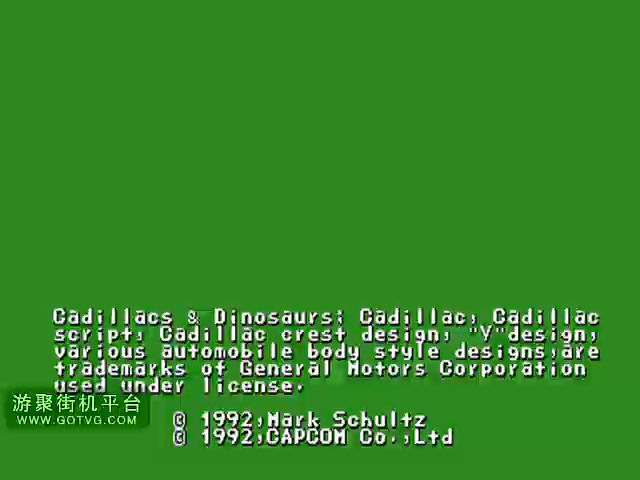 Cadillacs & Dinosaurs; Cadillac, Cadillac
script, Cadillac crest design, "V"design,
various automobile body style designs,are
trademarks of General Motors Corporation
used under license.
游聚街机平台
WWW.GOTVG.COM
© 1992,Mark Schultz
© 1992,CAPCOM Co.,Ltd